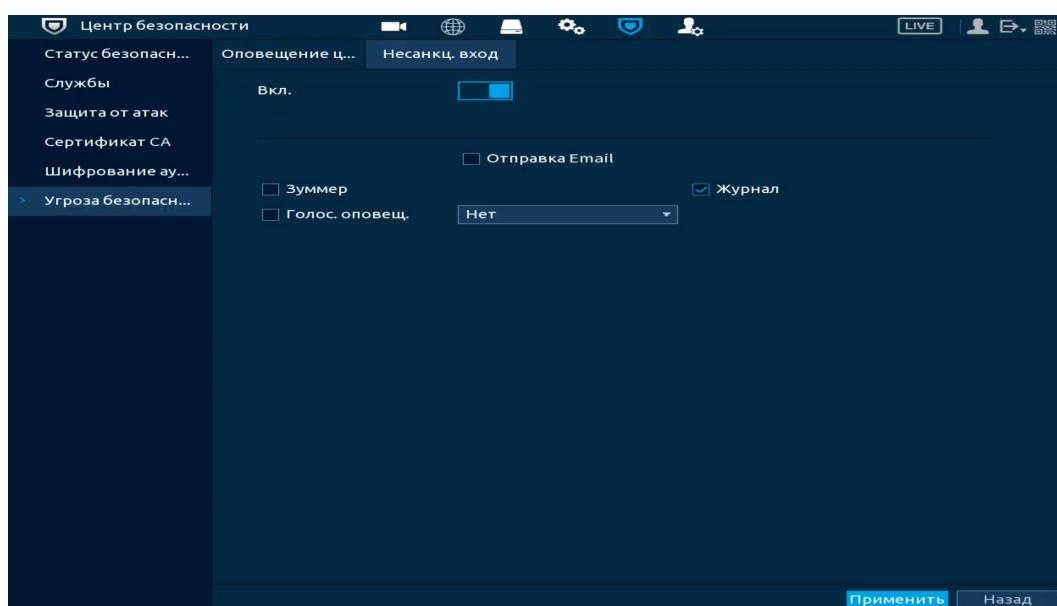 Центр безопасности
LIVE
Статус безопасн...
Службы
Защита от атак
Сертификат CA
Шифрование ау...
Угроза безопасн...
Оповещение ц...
Несанкц. вход
Вкл.
Отправка Email
Зуммер
Журнал
Голос. оповещ.
Нет
Применить
Назад